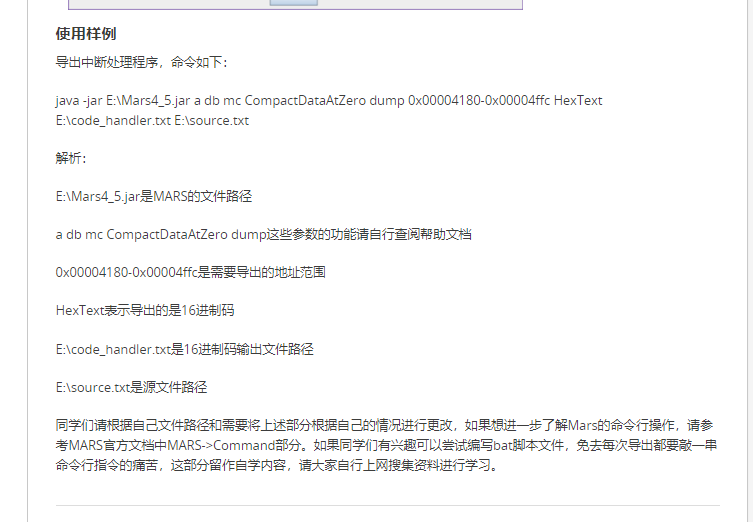 使用样例
导出中断处理程序，命令如下：
java -jar E:\Mars4_5.jar a db mc CompactDataAtZero dump 0x00004180-0x00004ffc HexText
E:\code_handler.txt E:\source.txt
解析：
E:\Mars4_5.jar是MARS的文件路径
a db mc CompactDataAtZero dump这些参数的功能请自行查阅帮助文档
0x00004180-0x00004ffc是需要导出的地址范围
HexText表示导出的是16进制码
E:\code_handler.txt是16进制码输出文件路径
E:\source.txt是源文件路径
同学们请根据自己文件路径和需要将上述部分根据自己的情况进行更改，如果想进一步了解Mars的命令行操作，请参
考MARS官方文档中MARS->Command部分。如果同学们有兴趣可以尝试编写bat脚本文件，免去每次导出都要敲一串
命令行指令的痛苦，这部分留作自学内容，请大家自行上网搜集资料进行学习。